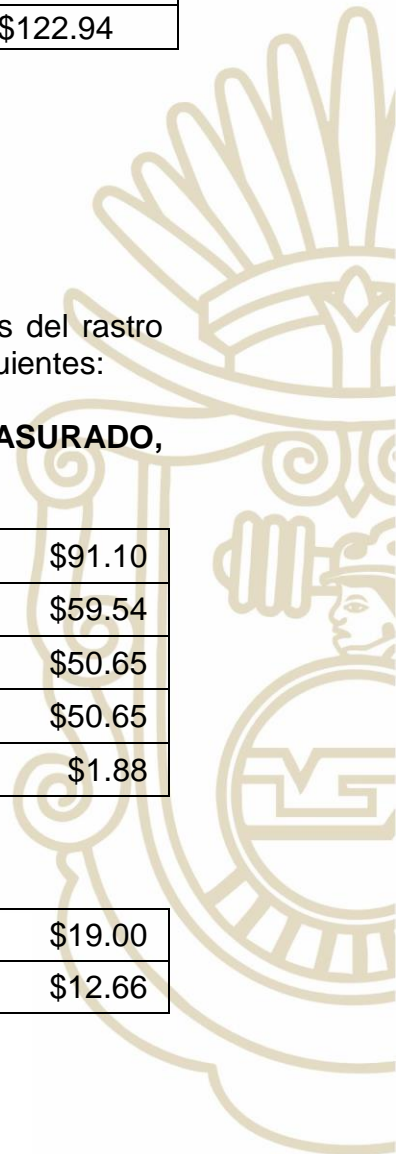 $122.94
s del rastro
uientes:
ASURADO,
$91.10
$59.54
$50.65
$50.65
$1.88
$19.00
$12.66